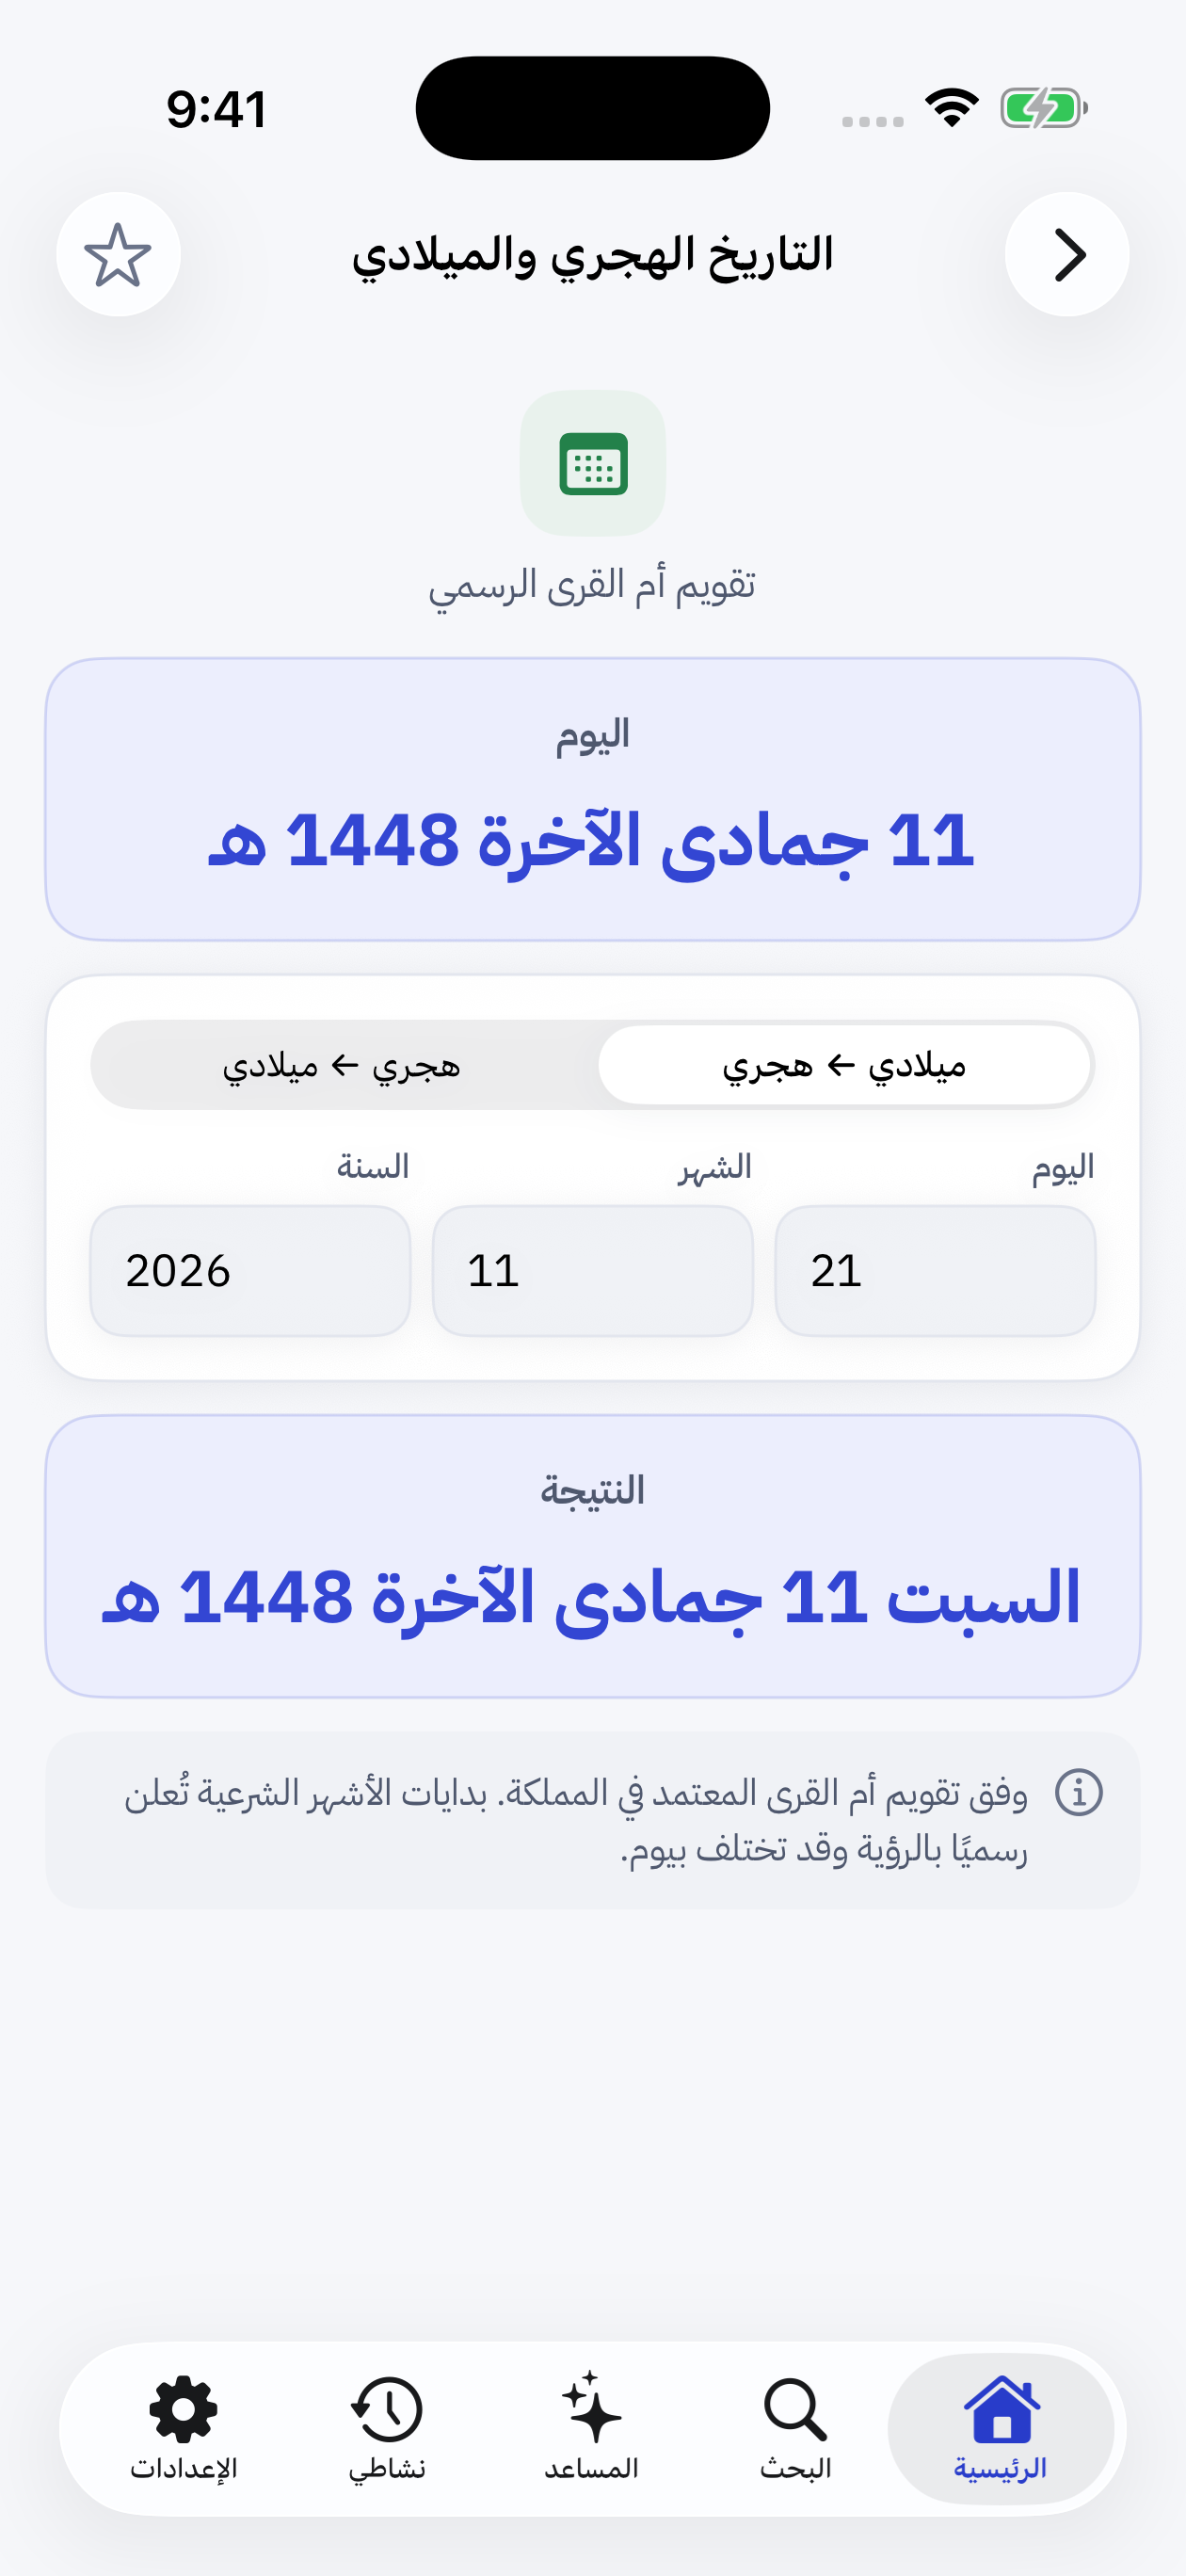 9:41
التاريخ الهجري والميلادي
تقويم أم القرى الرسمي
اليوم
11 جمادى الآخرة 1448 هـ
ميلادي ← هجري
هجري ← ميلادي
اليوم
الشهر
السنة
21
11
2026
النتيجة
السبت 11 جمادى الآخرة 1448 هـ
وفق تقويم أم القرى المعتمد في المملكة. بدايات الأشهر الشرعية تُعلن
رسميًا بالرؤية وقد تختلف بيوم.
الرئيسية
البحث
المساعد
نشاطي
الإعدادات